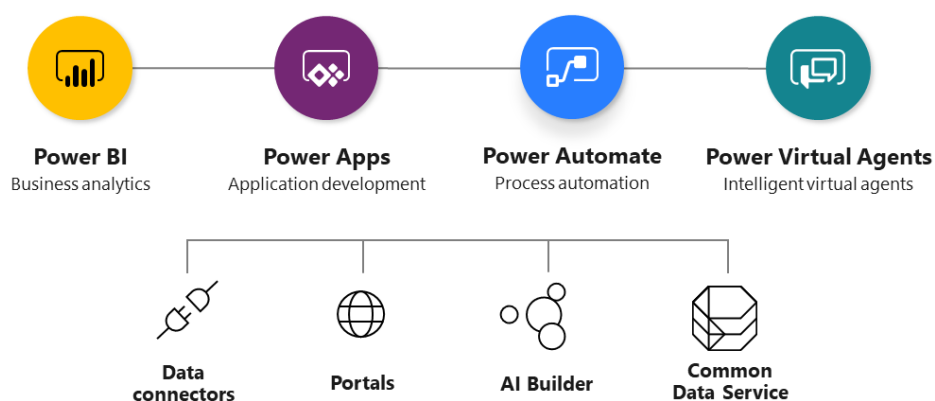 Power BI
Business analytics
Power Apps
Application development
Power Automate
Process automation
Power Virtual Agents
Intelligent virtual agents
Data
connectors
Portals
AI Builder
Common
Data Service